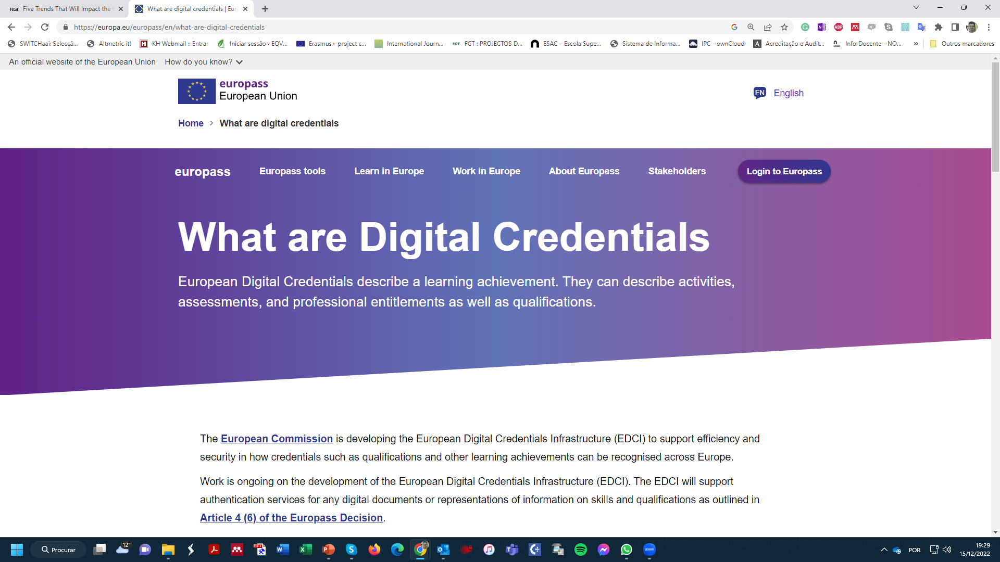 NIST Five Trends That Will Impact the
What are digital credentials | Eur
https://europa.eu/europass/en/what-are-digital-credentials
SWITCHaai: Selecçã...
Altmetric it!
KH Webmail :: Entrar
Iniciar sessão ‹ EQV...
Erasmus+ project c...
International Journ...
FCT FCT : PROJECTOS D...
ESAC – Escola Supe...
Sistema de Informa...
IPC - ownCloud
A Acreditação e Audit...
InforDocente - NO...
»
Outros marcadores
An official website of the European Union How do you know?
europass
European Union
EN English
Home > What are digital credentials
europass Europass tools Learn in Europe Work in Europe About Europass Stakeholders Login to Europass
What are Digital Credentials
European Digital Credentials describe a learning achievement. They can describe activities,
assessments, and professional entitlements as well as qualifications.
The European Commission is developing the European Digital Credentials Infrastructure (EDCI) to support efficiency and
security in how credentials such as qualifications and other learning achievements can be recognised across Europe.
Work is ongoing on the development of the European Digital Credentials Infrastructure (EDCI). The EDCI will support
authentication services for any digital documents or representations of information on skills and qualifications as outlined in
Article 4 (6) of the Europass Decision.
Procurar
12°
zoom
POR
19:29
15/12/2022